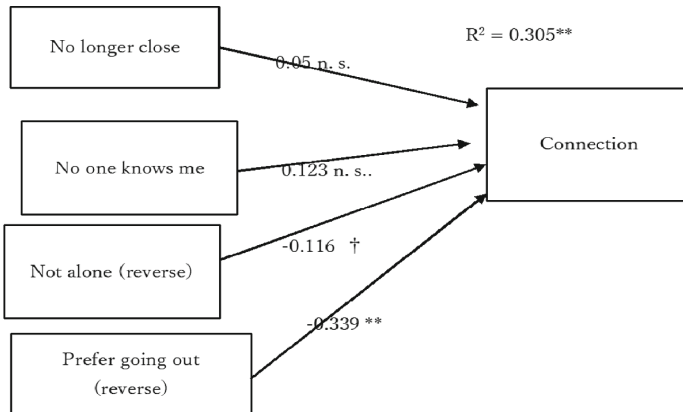 No longer close
R² = 0.305**
0.05 n. s.
Connection
No one knows me
0.123 n. s..
Not alone (reverse)
-0.116 †
-0.339 **
Prefer going out
(reverse)